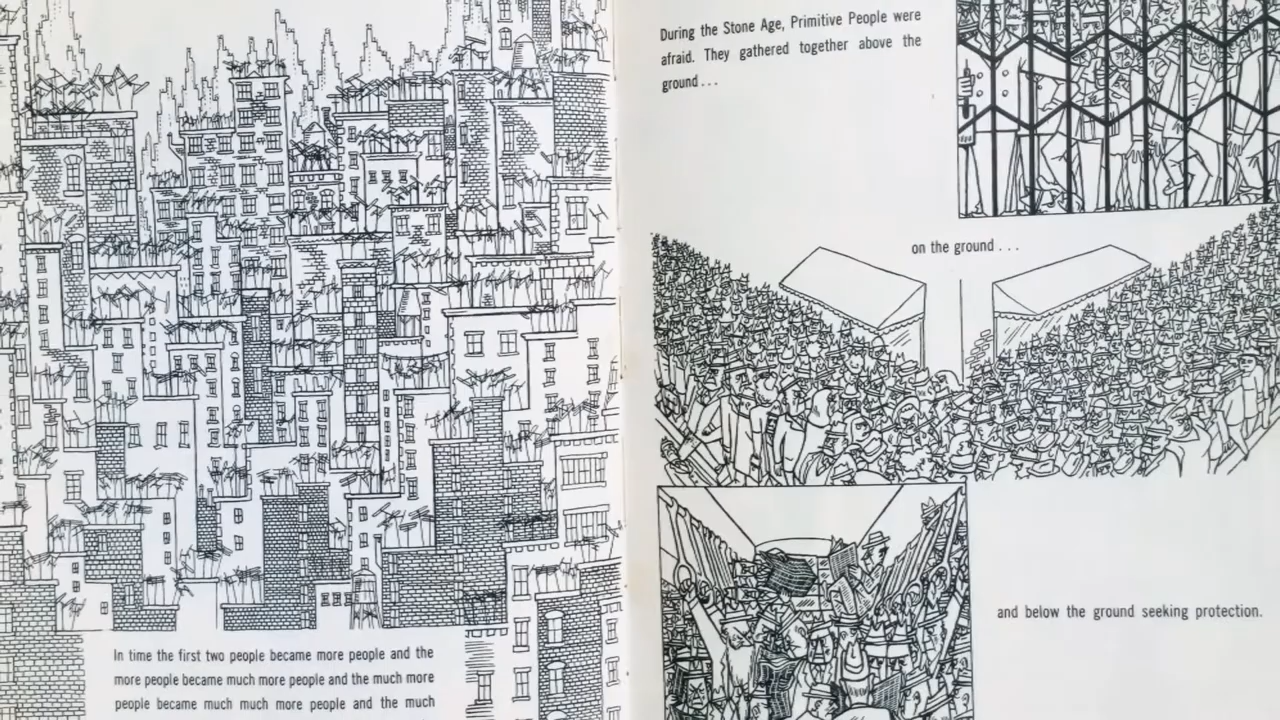 In time the first two people became more people and the
more people became much more people and the much more
people became much much more people and the much
During the Stone Age, Primitive People were
afraid. They gathered together above the
ground . . .
on the ground . . .
and below the ground seeking protection.